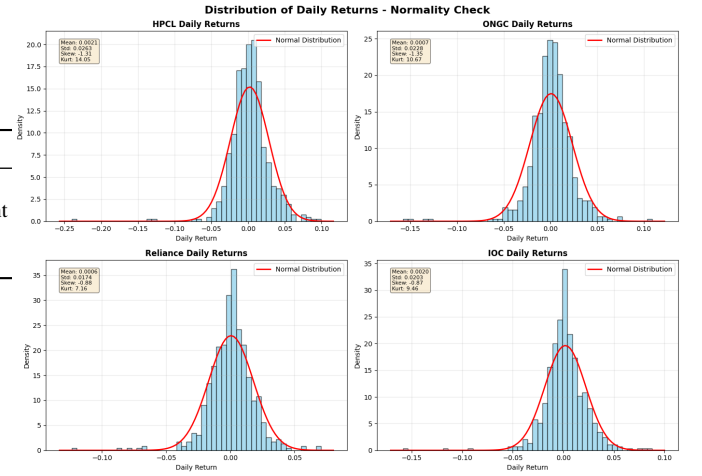 Distribution of Daily Returns - Normality Check
HPCL Daily Returns
Mean: 0.0021
Std: 0.0263
Skew: -1.31
Kurt: 14.05
Normal Distribution
Density
20.0
17.5
15.0
12.5
10.0
7.5
5.0
2.5
0.0
−0.25 −0.20 −0.15 −0.10 −0.05 0.00 0.05 0.10
Daily Return
ONGC Daily Returns
Mean: 0.0007
Std: 0.0228
Skew: -1.35
Kurt: 10.67
Normal Distribution
Density
25
20
15
10
5
0
−0.15 −0.10 −0.05 0.00 0.05 0.10
Daily Return
Reliance Daily Returns
Mean: 0.0006
Std: 0.0174
Skew: -0.88
Kurt: 7.16
Normal Distribution
Density
35
30
25
20
15
10
5
0
−0.10 −0.05 0.00 0.05
Daily Return
IOC Daily Returns
Mean: 0.0020
Std: 0.0203
Skew: -0.87
Kurt: 9.46
Normal Distribution
Density
35
30
25
20
15
10
5
0
−0.15 −0.10 −0.05 0.00 0.05 0.10
Daily Return